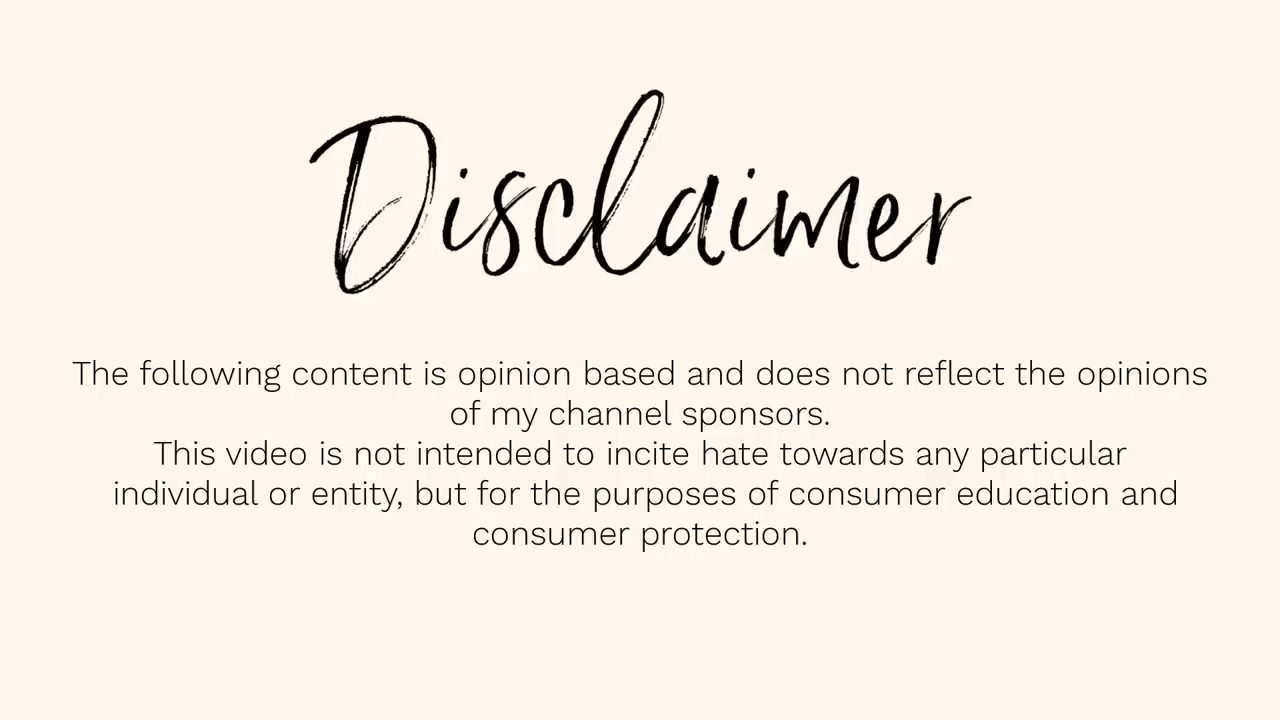 Disclaimer
The following content is opinion based and does not reflect the opinions
of my channel sponsors.
This video is not intended to incite hate towards any particular
individual or entity, but for the purposes of consumer education and
consumer protection.